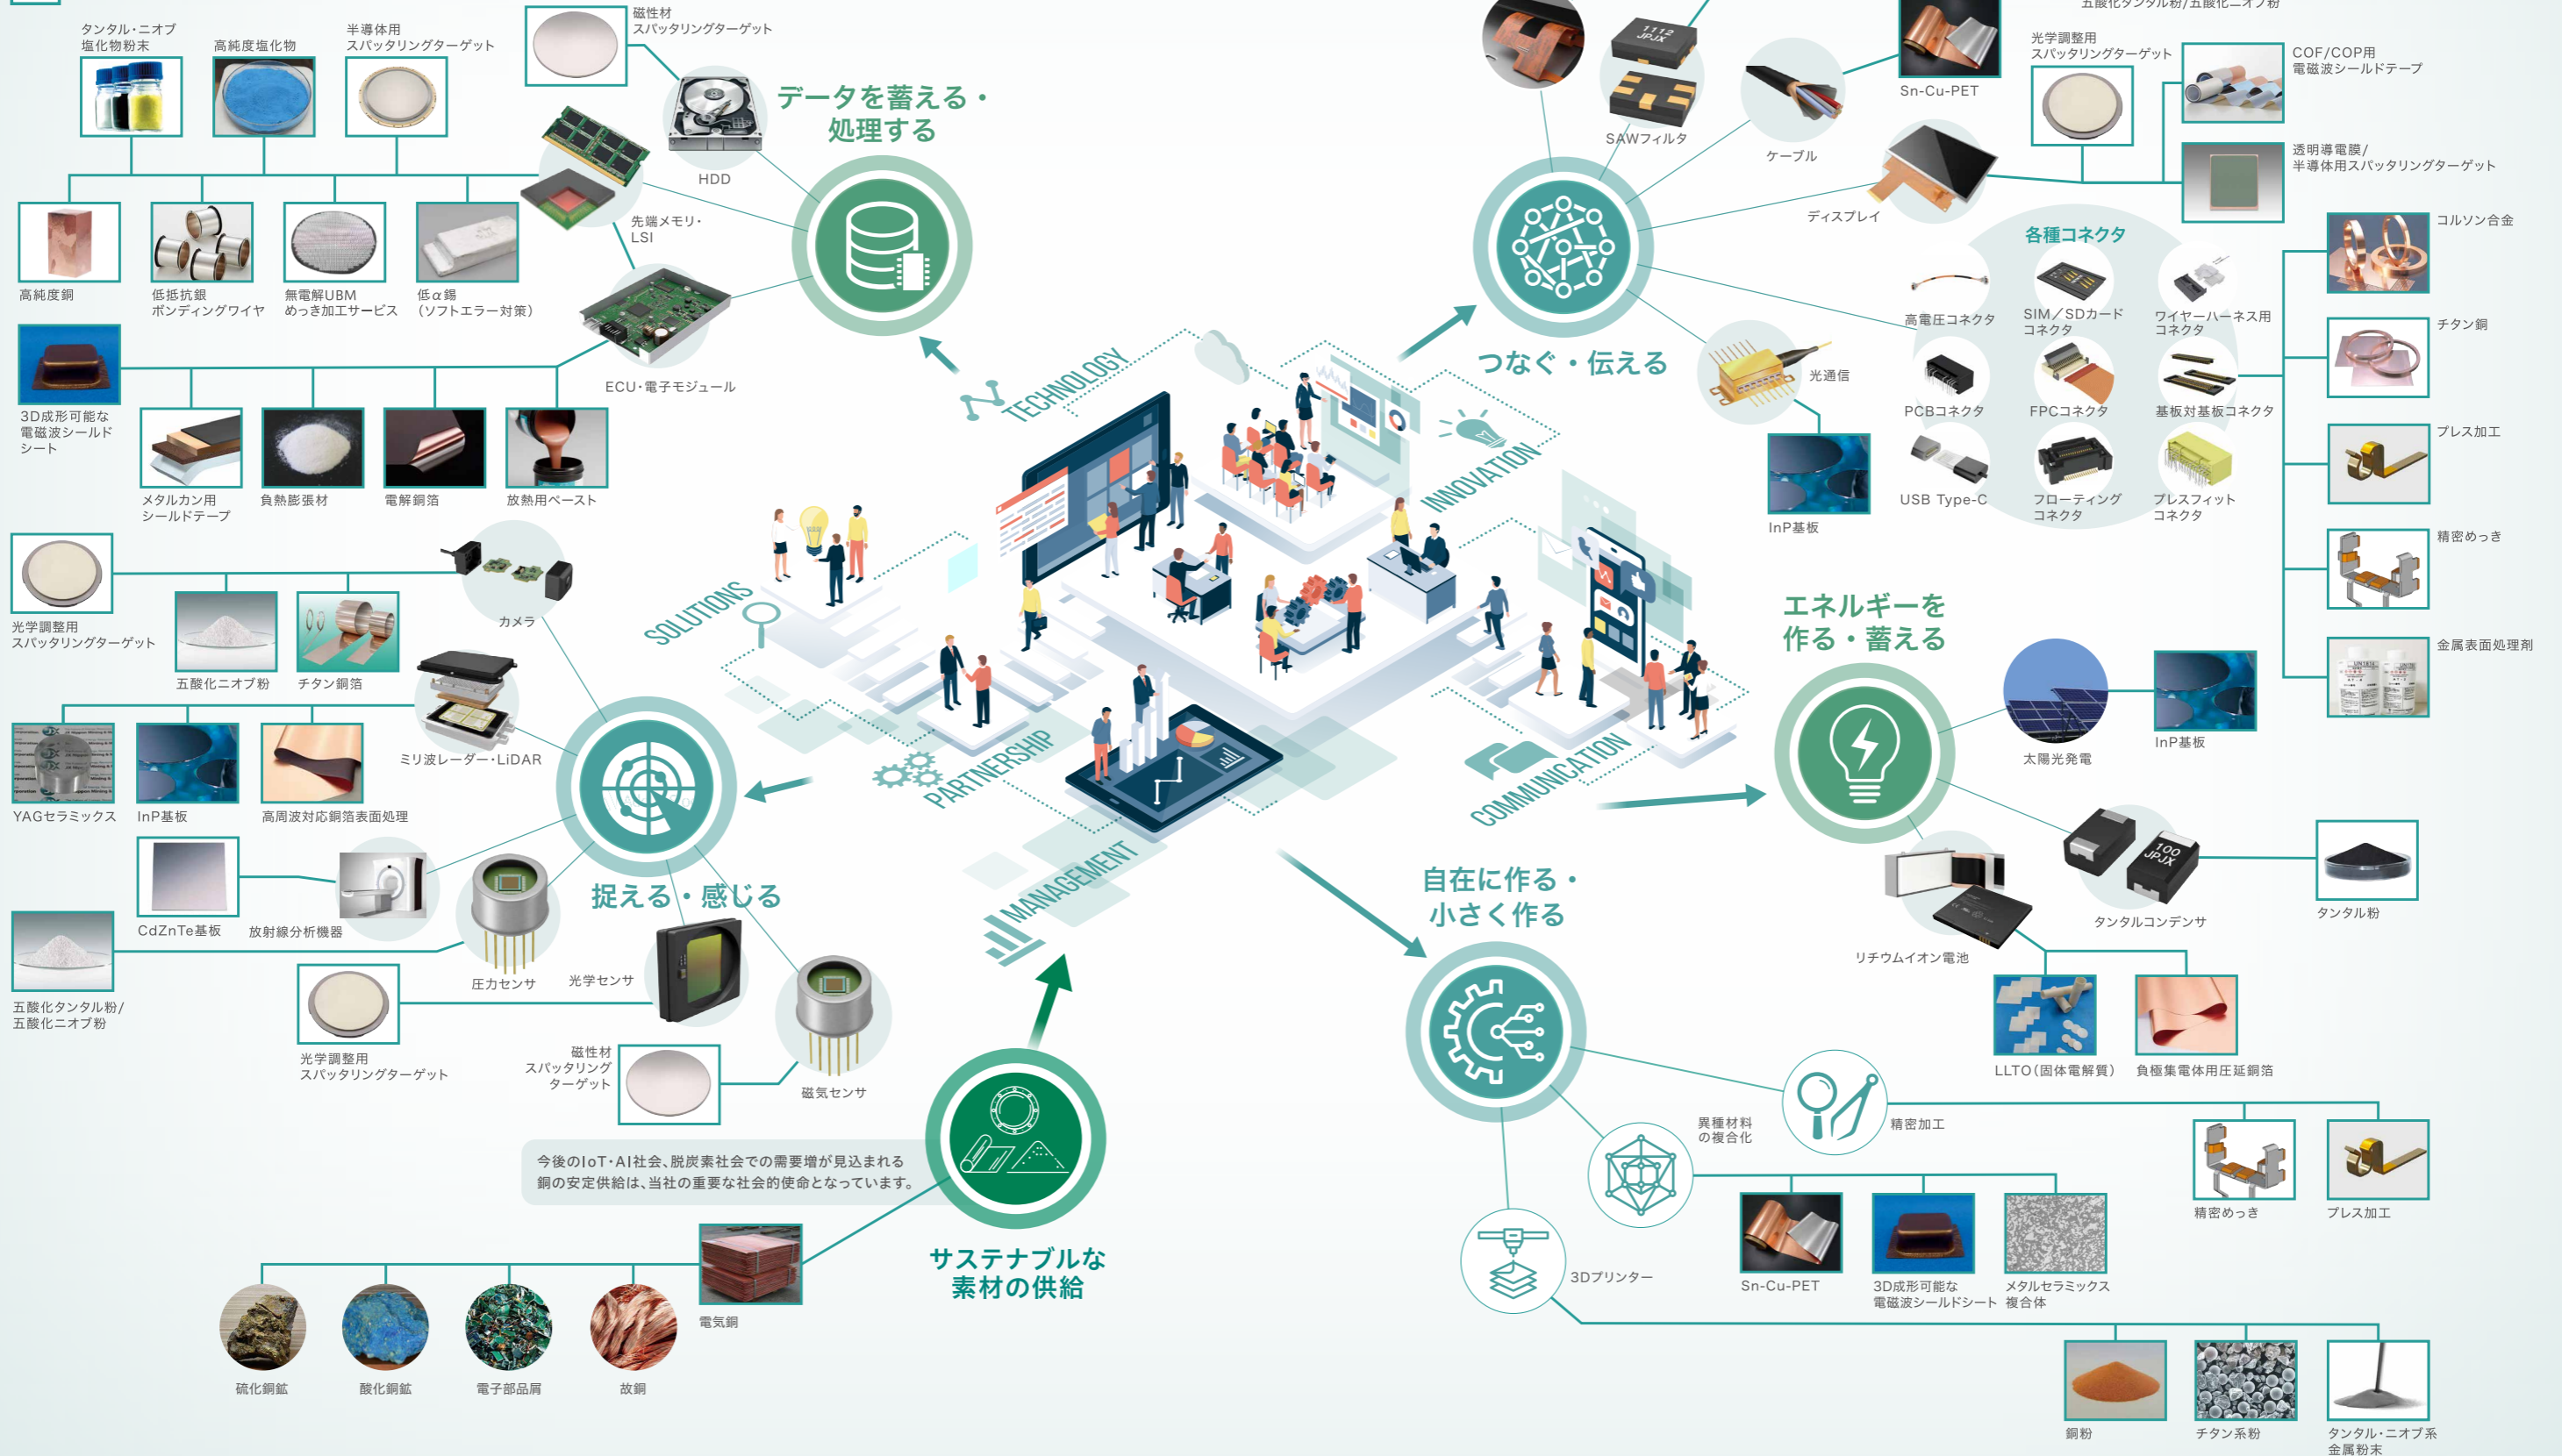 タンタル・ニオブ
塩化物粉末
高純度塩化物
半導体用
スパッタリングターゲット
磁性材
スパッタリングターゲット
データを蓄える・
処理する
HDD
先端メモリ・
LSI
高純度銅
低抵抗銀
ボンディングワイヤ
無電解UBM
めっき加工サービス
低α錫
（ソフトエラー対策）
ECU・電子モジュール
3D成形可能な
電磁波シールド
シート
メタルカン用
シールドテープ
負熱膨張材
電解銅箔
放熱用ペースト
1112
JPJX
SAWフィルタ
ケーブル
Sn-Cu-PET
五酸化タンタル粉/五酸化ニオブ粉
光学調整用
スパッタリングターゲット
COF/COP用
電磁波シールドテープ
透明導電膜/
半導体用スパッタリングターゲット
ディスプレイ
つなぐ・伝える
各種コネクタ
高電圧コネクタ
SIM／SDカード
コネクタ
ワイヤーハーネス用
コネクタ
PCBコネクタ
FPCコネクタ
基板対基板コネクタ
USB Type-C
フローティング
コネクタ
プレスフィット
コネクタ
コルソン合金
チタン銅
プレス加工
精密めっき
金属表面処理剤
光通信
InP基板
TECHNOLOGY
INNOVATION
SOLUTIONS
PARTNERSHIP
COMMUNICATION
MANAGEMENT
光学調整用
スパッタリングターゲット
五酸化ニオブ粉
チタン銅箔
カメラ
ミリ波レーダー・LiDAR
YAGセラミックス
InP基板
高周波対応銅箔表面処理
捉える・感じる
CdZnTe基板
放射線分析機器
五酸化タンタル粉/
五酸化ニオブ粉
圧力センサ
光学センサ
光学調整用
スパッタリングターゲット
磁性材
スパッタリング
ターゲット
磁気センサ
エネルギーを
作る・蓄える
太陽光発電
InP基板
100
JPJX
タンタルコンデンサ
タンタル粉
リチウムイオン電池
LLTO（固体電解質）
負極集電体用圧延銅箔
自在に作る・
小さく作る
精密加工
精密めっき
プレス加工
異種材料
の複合化
Sn-Cu-PET
3D成形可能な
電磁波シールドシート
メタルセラミックス
複合体
3Dプリンター
銅粉
チタン系粉
タンタル・ニオブ系
金属粉末
今後のIoT・AI社会、脱炭素社会での需要増が見込まれる
銅の安定供給は、当社の重要な社会的使命となっています。
サステナブルな
素材の供給
電気銅
硫化銅鉱
酸化銅鉱
電子部品屑
故銅